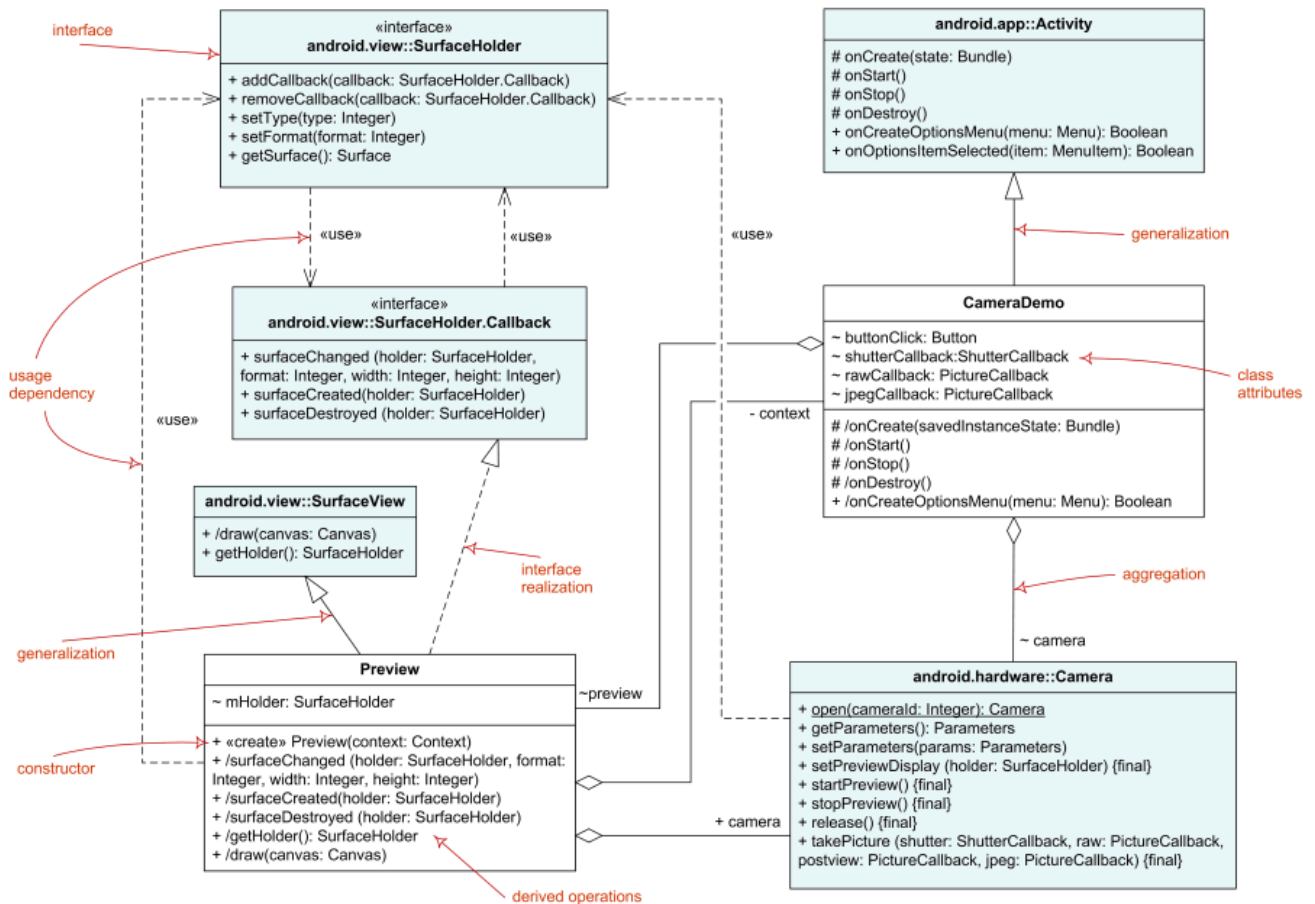 interface
«interface»
android.view::SurfaceHolder
+ addCallback(callback: SurfaceHolder.Callback)
+ removeCallback(callback: SurfaceHolder.Callback)
+ setType(type: Integer)
+ setFormat(format: Integer)
+ getSurface(): Surface
android.app::Activity
# onCreate(state: Bundle)
# onStart()
# onStop()
# onDestroy()
+ onCreateOptionsMenu(menu: Menu): Boolean
+ onOptionsItemSelected(item: MenuItem): Boolean
«use»
«use»
«use»
generalization
«interface»
android.view::SurfaceHolder.Callback
+ surfaceChanged (holder: SurfaceHolder,
format: Integer, width: Integer, height: Integer)
+ surfaceCreated(holder: SurfaceHolder)
+ surfaceDestroyed (holder: SurfaceHolder)
CameraDemo
~ buttonClick: Button
~ shutterCallback:ShutterCallback
~ rawCallback: PictureCallback
~ jpegCallback: PictureCallback
# /onCreate(savedInstanceState: Bundle)
# /onStart()
# /onStop()
# /onDestroy()
+ /onCreateOptionsMenu(menu: Menu): Boolean
class
attributes
usage
dependency
«use»
- context
android.view::SurfaceView
+ /draw(canvas: Canvas)
+ getHolder(): SurfaceHolder
interface
realization
aggregation
generalization
~ camera
Preview
~ mHolder: SurfaceHolder
+ «create» Preview(context: Context)
+ /surfaceChanged (holder: SurfaceHolder, format:
Integer, width: Integer, height: Integer)
+ /surfaceCreated(holder: SurfaceHolder)
+ /surfaceDestroyed (holder: SurfaceHolder)
+ /getHolder(): SurfaceHolder
+ /draw(canvas: Canvas)
~preview
constructor
+ camera
android.hardware::Camera
+ open(cameraId: Integer): Camera
+ getParameters(): Parameters
+ setParameters(params: Parameters)
+ setPreviewDisplay (holder: SurfaceHolder) {final}
+ startPreview() {final}
+ stopPreview() {final}
+ release() {final}
+ takePicture (shutter: ShutterCallback, raw: PictureCallback,
postview: PictureCallback, jpeg: PictureCallback) {final}
derived operations